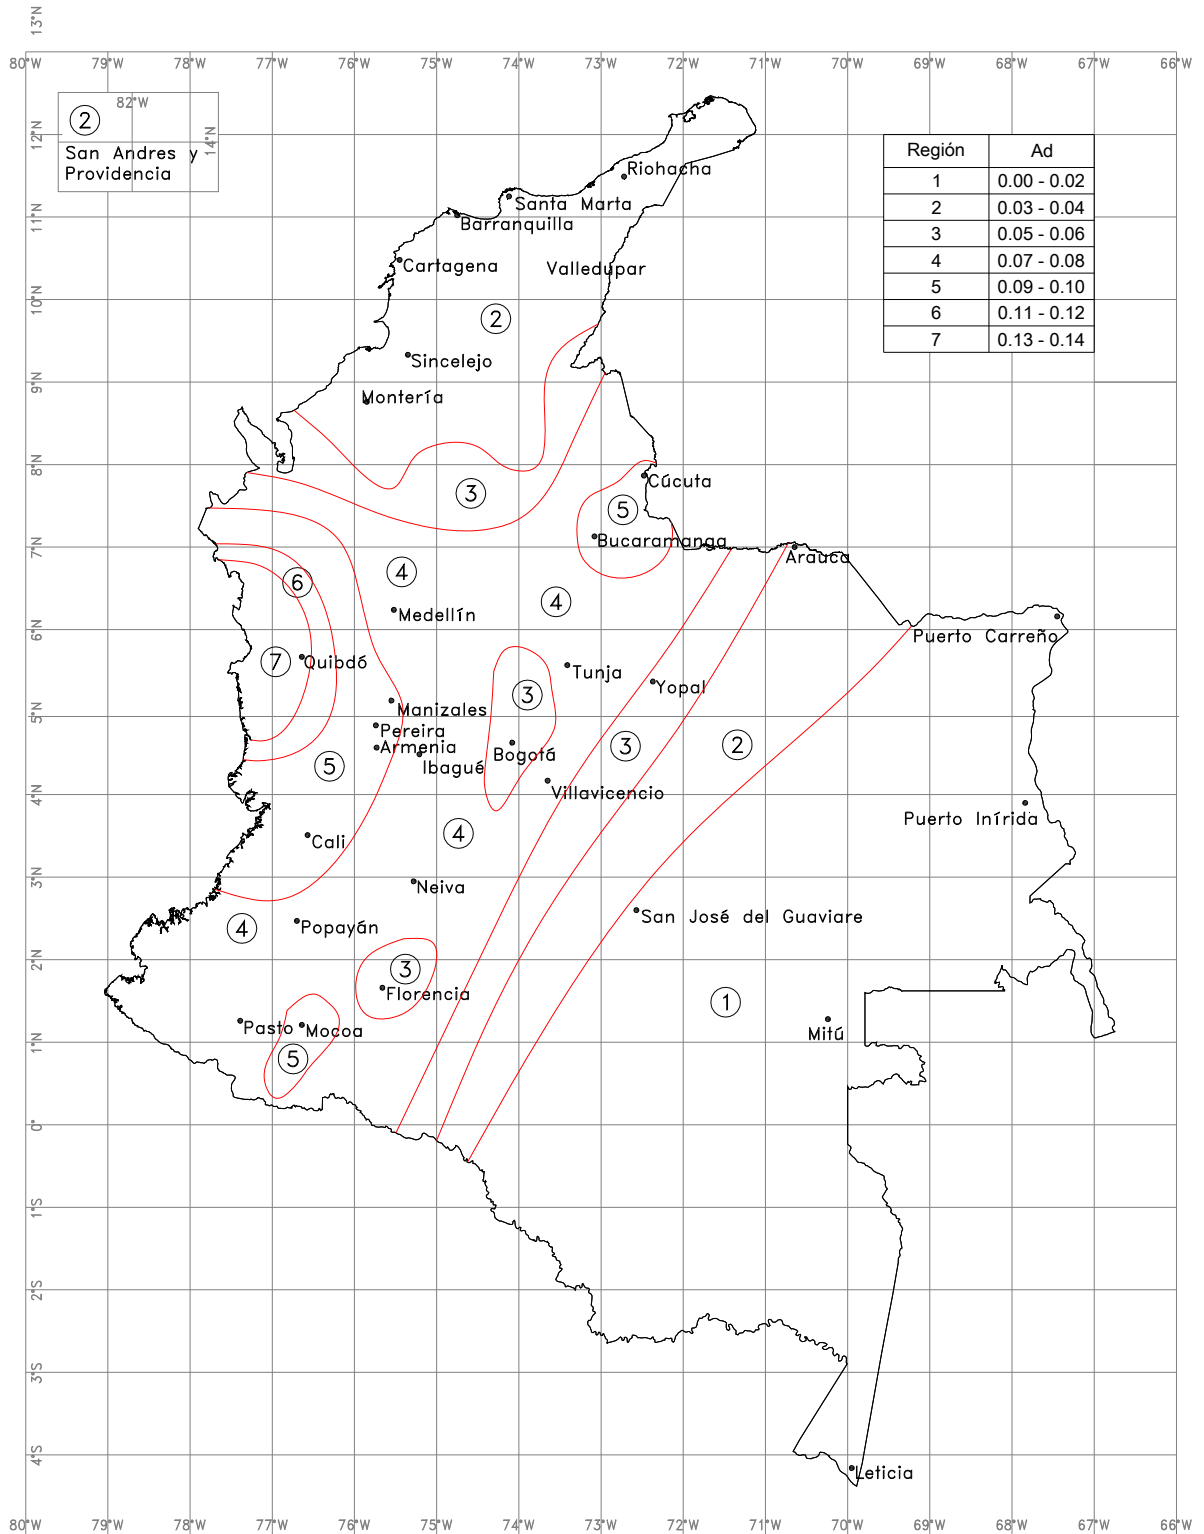 13°N
80°W 79°W 78°W 77°W 76°W 75°W 74°W 73°W 72°W 71°W 70°W 69°W 68°W 67°W 66°W
82°W
2
14°N
San Andres y
Providencia
12°N
Región Ad
1 0.00 - 0.02
2 0.03 - 0.04
3 0.05 - 0.06
4 0.07 - 0.08
5 0.09 - 0.10
6 0.11 - 0.12
7 0.13 - 0.14
Riohacha
Santa Marta
11°N
Barranquilla
Cartagena
Valledupar
10°N
2
Sincelejo
9°N
Montería
8°N
Cúcuta
3
5
Bucaramanga
7°N
Arauca
4
6
4
Medellín
6°N
Puerto Carreño
7
Quibdó
Tunja
Yopal
3
Manizales
5°N
Pereira
Armenia
Bogotá
3
2
Ibagué
5
Villavicencio
4°N
Puerto Inírida
4
Cali
3°N
Neiva
San José del Guaviare
Popayán
4
2°N
3
Florencia
1
Pasto
Mocoa
Mitú
1°N
5
0°
1°S
2°S
3°S
4°S
Leticia
80°W 79°W 78°W 77°W 76°W 75°W 74°W 73°W 72°W 71°W 70°W 69°W 68°W 67°W 66°W